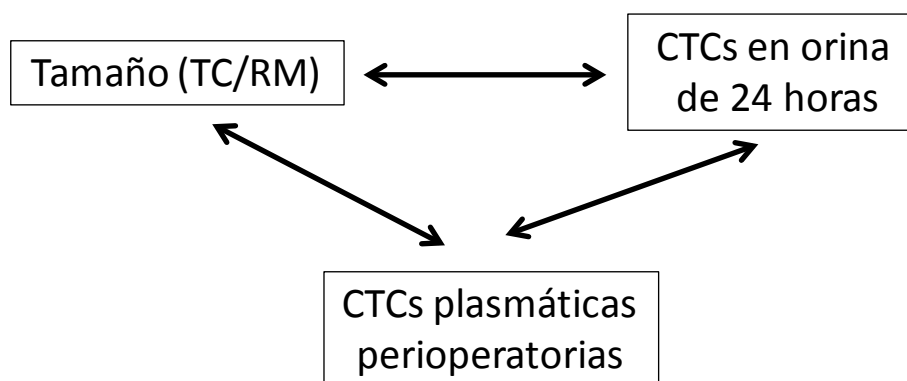 Tamaño (TC/RM)
CTCs en orina
de 24 horas
CTCs plasmáticas
perioperatorias